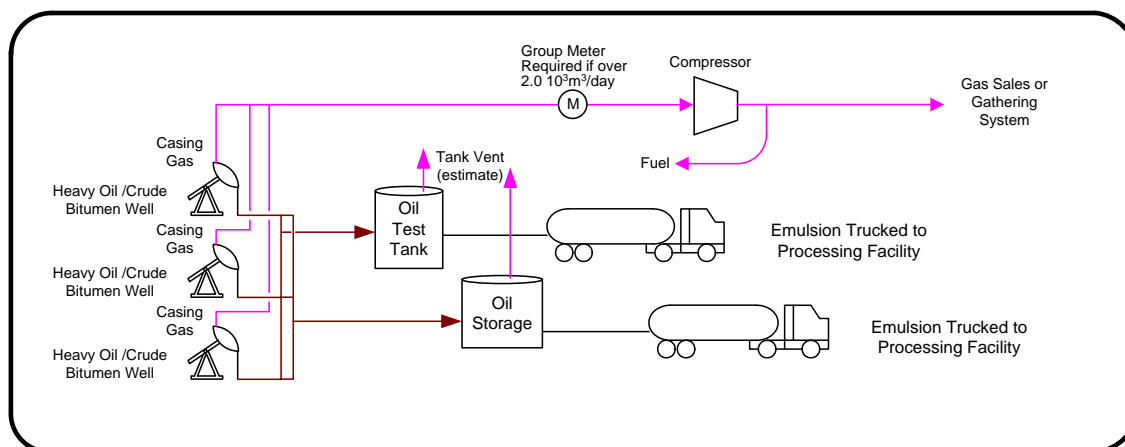 Group Meter
Required if over
2.0 10³m³/day
Compressor
M
Gas Sales or
Gathering
System
Casing
Gas
Fuel
Tank Vent
(estimate)
Heavy Oil /Crude
Bitumen Well
Oil
Test
Tank
Emulsion Trucked to
Processing Facility
Casing
Gas
Heavy Oil /Crude
Bitumen Well
Oil
Storage
Casing
Gas
Emulsion Trucked to
Processing Facility
Heavy Oil /Crude
Bitumen Well